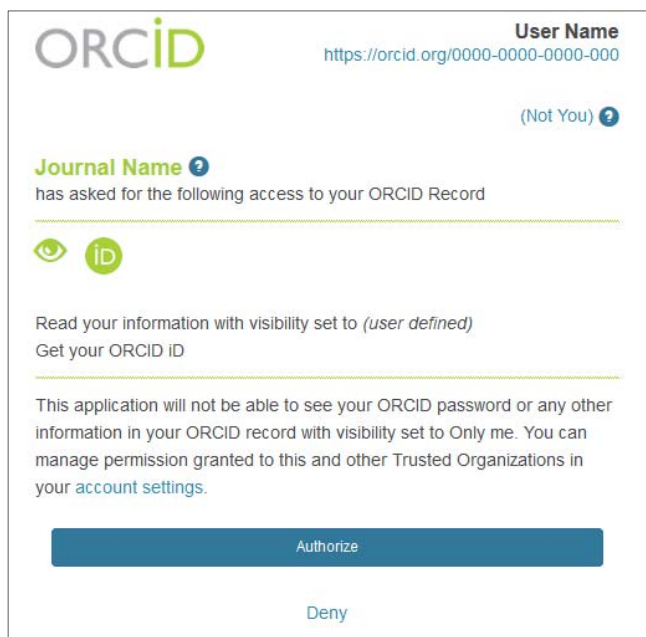 ORCiD
User Name
https://orcid.org/0000-0000-0000-000
(Not You) ?
Journal Name ?
has asked for the following access to your ORCID Record
iD
Read your information with visibility set to (user defined)
Get your ORCID iD
This application will not be able to see your ORCID password or any other
information in your ORCID record with visibility set to Only me. You can
manage permission granted to this and other Trusted Organizations in
your account settings.
Authorize
Deny